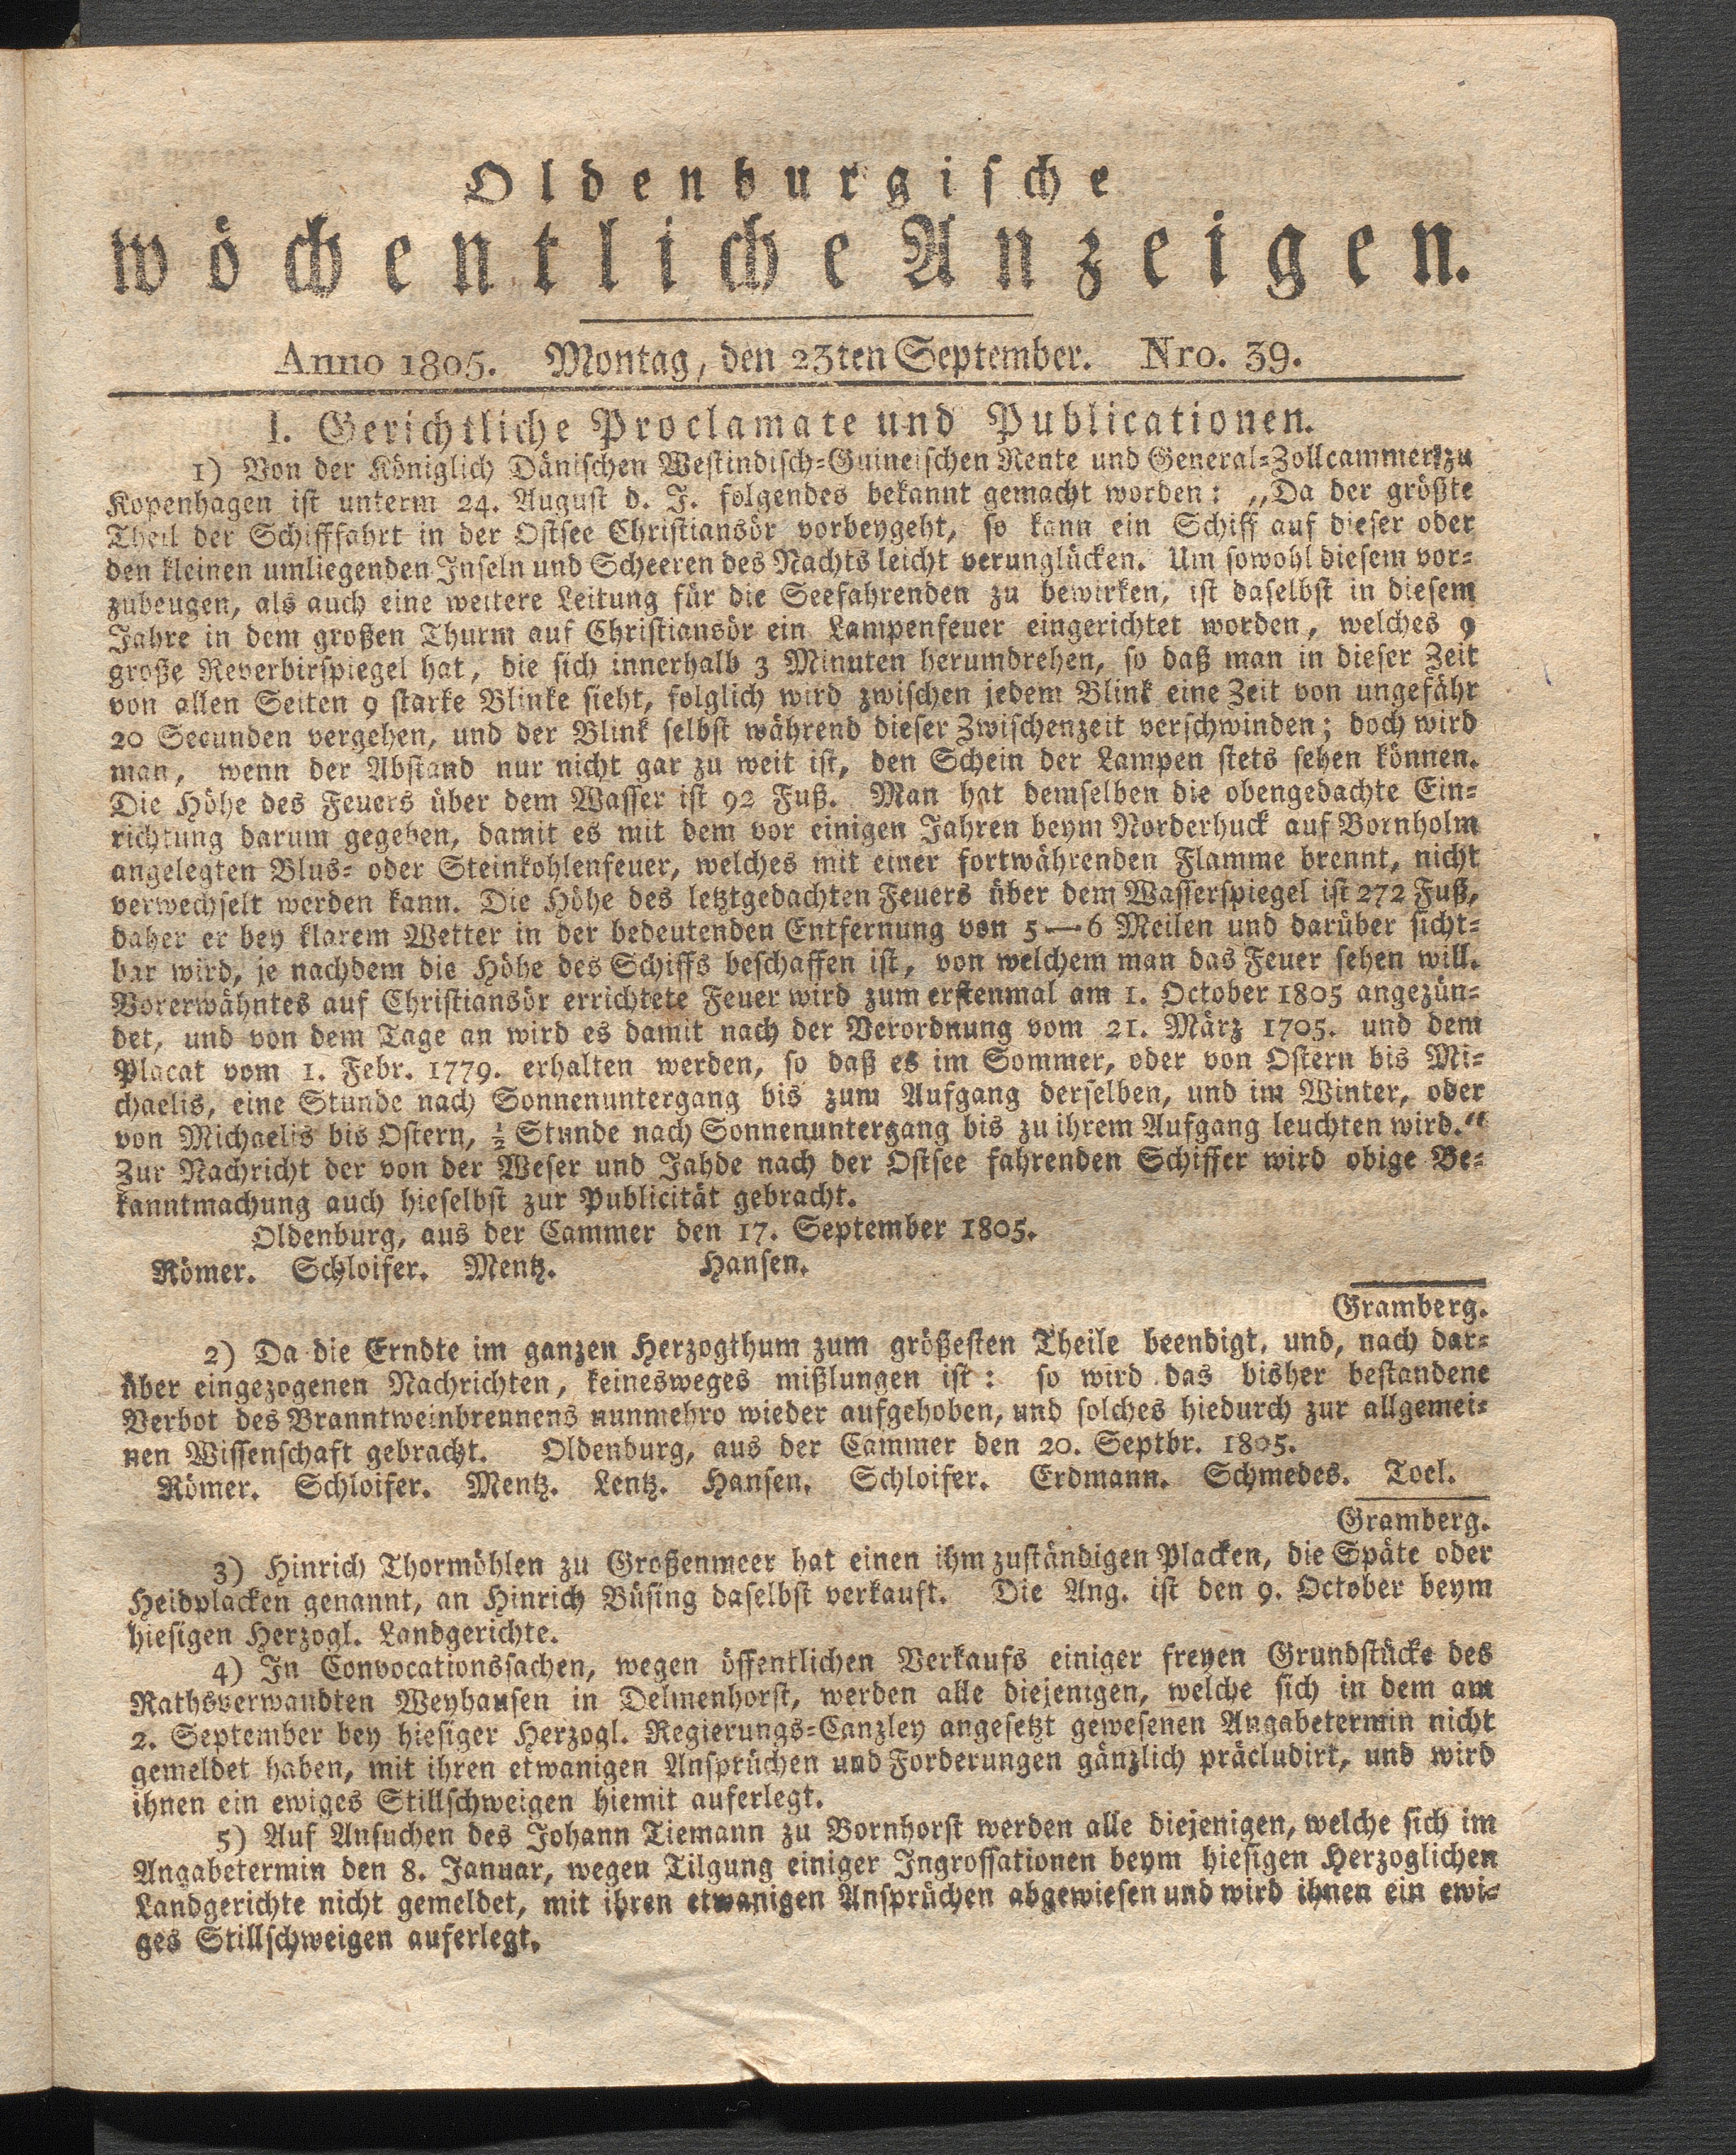 Oldenburgische
wöchentliche Anzeigen.
Anno 1805. Montag, den 23ten September. Nro. 39.
I. Gerichtliche Proclamate und Publicationen.
1) Von der Königlich Dänischen Westindisch-Guineischen Rente und General-Zollcammer zu
Kopenhagen ist unterm 24. August d. J. folgendes bekannt gemacht worden: „Da der größte
Theil der Schifffahrt in der Ostsee Christiansör vorbeygeht, so kann ein Schiff auf dieser oder
den kleinen umliegenden Inseln und Scheeren des Nachts leicht verunglücken. Um sowohl diesem vor-
zubeugen, als auch eine weitere Leitung für die Seefahrenden zu bewirken, ist daselbst in diesem
Jahre in dem großen Thurm auf Christiansör ein Lampenfeuer eingerichtet worden, welches 9
große Reverbirspiegel hat, die sich innerhalb 3 Minuten herumdrehen, so daß man in dieser Zeit
von allen Seiten 9 starke Blinke sieht, folglich wird zwischen jedem Blink eine Zeit von ungefähr
20 Secunden vergehen, und der Blink selbst während dieser Zwischenzeit verschwinden; doch wird
man, wenn der Abstand nur nicht gar zu weit ist, den Schein der Lampen stets sehen können.
Die Höhe des Feuers über dem Wasser ist 92 Fuß. Man hat demselben die obengedachte Ein-
richtung darum gegeben, damit es mit dem vor einigen Jahren beym Norderhuck auf Bornholm
angelegten Blus- oder Steinkohlenfeuer, welches mit einer fortwährenden Flamme brennt, nicht
verwechselt werden kann. Die Höhe des letztgedachten Feuers über dem Wasserspiegel ist 272 Fuß,
daher er bey klarem Wetter in der bedeutenden Entfernung von 5—6 Meilen und darüber sicht-
bar wird, je nachdem die Höhe des Schiffs beschaffen ist, von welchem man das Feuer sehen will.
Vorerwähntes auf Christiansör errichtete Feuer wird zum erstenmal am 1. October 1805 angezün-
det, und von dem Tage an wird es damit nach der Verordnung vom 21. März 1705. und dem
Placat vom 1. Febr. 1779. erhalten werden, so daß es im Sommer, oder von Ostern bis Mi-
chaelis, eine Stunde nach Sonnenuntergang bis zum Aufgang derselben, und im Winter, oder
von Michaelis bis Ostern, ½ Stunde nach Sonnenuntergang bis zu ihrem Aufgang leuchten wird.“
Zur Nachricht der von der Weser und Jahde nach der Ostsee fahrenden Schiffer wird obige Be-
kanntmachung auch hieselbst zur Publicität gebracht.
Oldenburg, aus der Cammer den 17. September 1805.
Römer. Schloifer. Mentz. Hansen.
Gramberg.
2) Da die Erndte im ganzen Herzogthum zum größesten Theile beendigt, und, nach dar-
über eingezogenen Nachrichten, keinesweges mißlungen ist: so wird das bisher bestandene
Verbot des Branntweinbrennens nunmehro wieder aufgehoben, und solches hiedurch zur allgemei-
nen Wissenschaft gebracht. Oldenburg, aus der Cammer den 20. Septbr. 1805.
Römer. Schloifer. Mentz. Lentz. Hansen. Schloifer. Erdmann. Schmedes. Toel.
Gramberg.
3) Hinrich Thormöhlen zu Großenmeer hat einen ihm zuständigen Placken, die Späte oder
Heidplacken genannt, an Hinrich Büsing daselbst verkauft. Die Ang. ist den 9. October beym
hiesigen Herzogl. Landgerichte.
4) In Convocationssachen, wegen öffentlichen Verkaufs einiger freyen Grundstücke des
Rathsverwandten Weyhausen in Delmenhorst, werden alle diejenigen, welche sich in dem am
2. September bey hiesiger Herzogl. Regierungs-Canzley angesetzt gewesenen Angabetermin nicht
gemeldet haben, mit ihren etwanigen Ansprüchen und Forderungen gänzlich präcludirt, und wird
ihnen ein ewiges Stillschweigen hiemit auferlegt.
5) Auf Ansuchen des Johann Tiemann zu Bornhorst werden alle diejenigen, welche sich im
Angabetermin den 8. Januar, wegen Tilgung einiger Ingrossationen beym hiesigen Herzoglichen
Landgerichte nicht gemeldet, mit ihren etwanigen Ansprüchen abgewiesen und wird ihnen ein ewi-
ges Stillschweigen auferlegt.